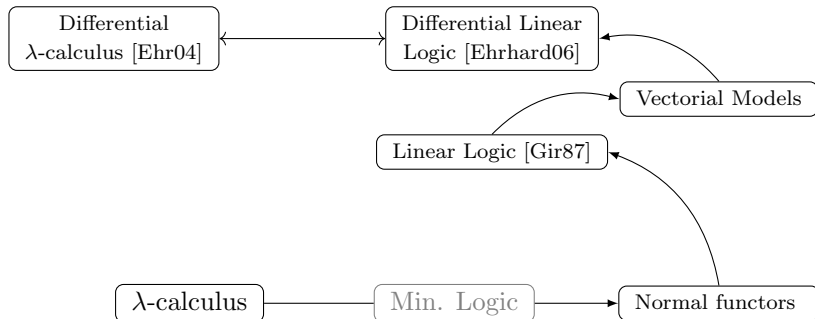 Differential
λ-calculus [Ehr04]
Differential Linear
Logic [Ehrhard06]
Vectorial Models
Linear Logic [Gir87]
λ-calculus
Min. Logic
Normal functors